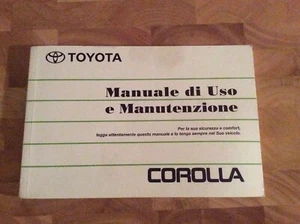 TOYOTA
Manuale di Uso
e Manutenzione
Per la sua sicurezza e comfort,
legga attentamente questo manuale e lo tenga sempre nel Suo veicolo.
COROLLA